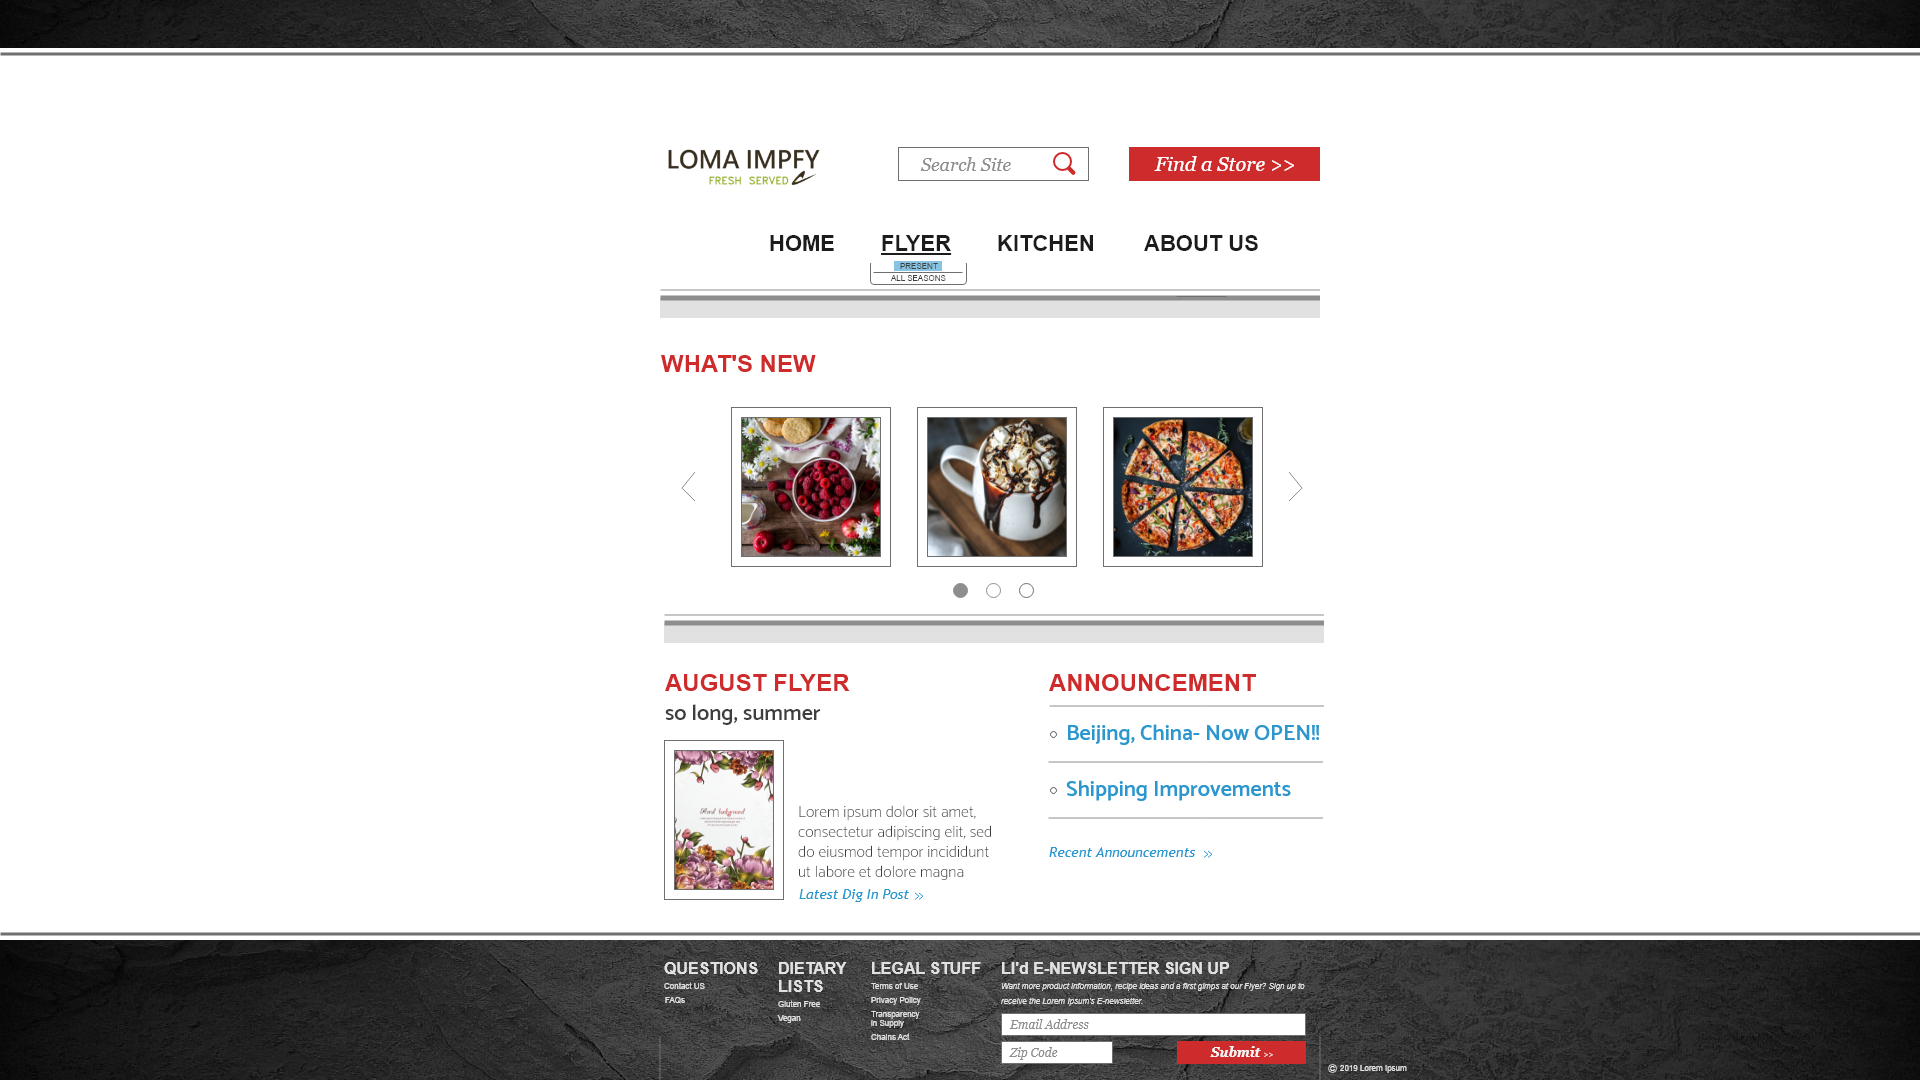 LOMA IMPFY
FRESH SERVED
Search Site
Find a Store >>
HOME
FLYER
KITCHEN
ABOUT US
PRESENT
ALL SEASONS
WHAT'S NEW
AUGUST FLYER
so long, summer
Floral background
Lorem ipsum dolor sit amet,
consectetur adipiscing elit, sed
do eiusmod tempor incididunt
ut labore et dolore magna
Latest Dig In Post »
ANNOUNCEMENT
Beijing, China- Now OPEN!!
Shipping Improvements
Recent Announcements »
QUESTIONS
Contact US
FAQs
DIETARY
LISTS
Gluten Free
Vegan
LEGAL STUFF
Terms of Use
Privacy Policy
Transparency
in Supply
Chains Act
LI'd E-NEWSLETTER SIGN UP
Want more product information, recipe ideas and a first gimps at our Flyer? Sign up to
receive the Lorem Ipsum's E-newsletter.
Email Address
Zip Code
Submit >>
© 2019 Lorem Ipsum